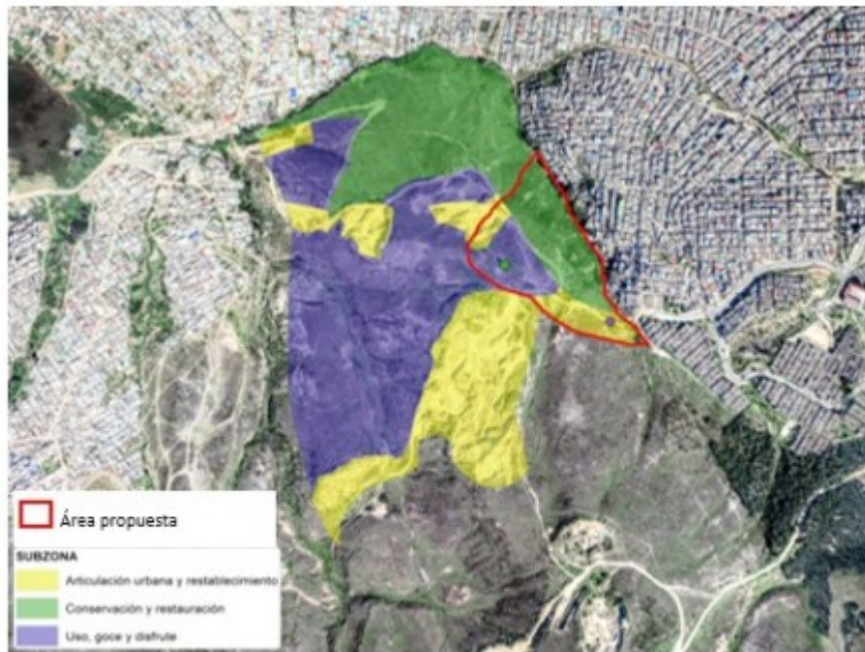 Área propuesta
SUBZONA
Articulación urbana y restablecimiento
Conservación y restauración
Uso, goce y disfrute